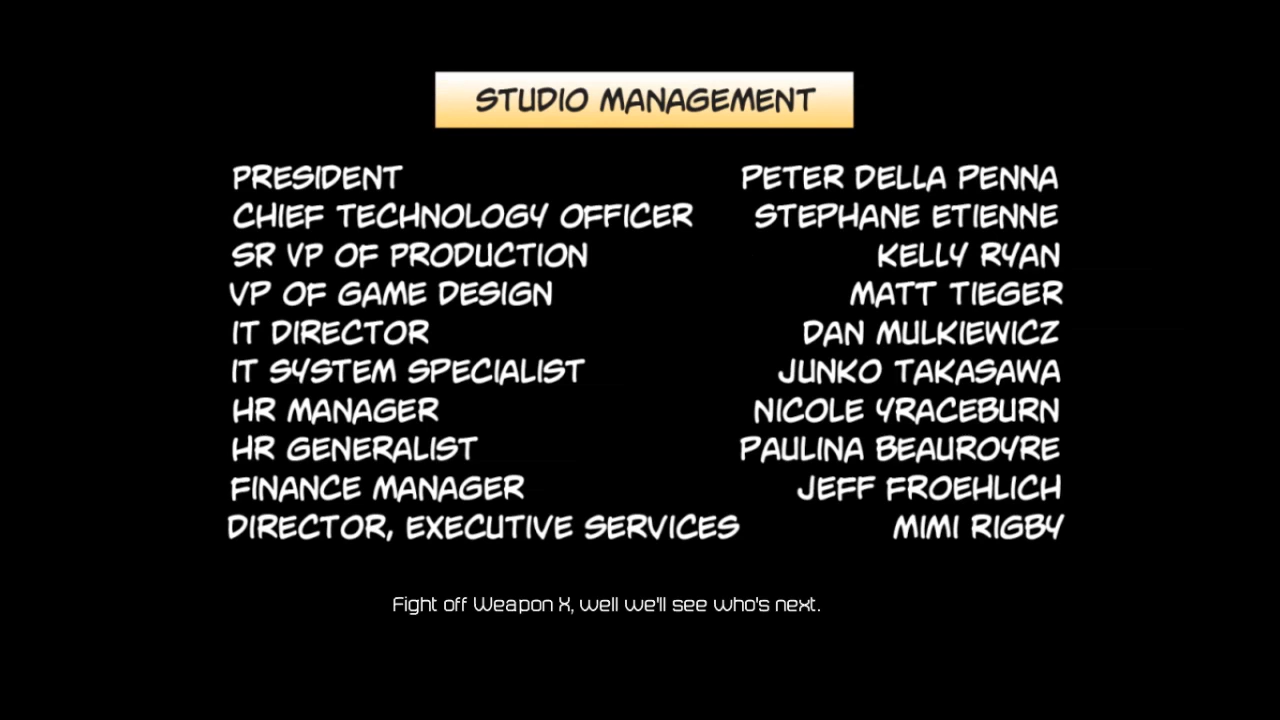 STUDIO MANAGEMENT
PRESIDENT PETER DELLA PENNA
CHIEF TECHNOLOGY OFFICER STEPHANE ETIENNE
SR VP OF PRODUCTION KELLY RYAN
VP OF GAME DESIGN MATT TIEGER
IT DIRECTOR DAN MULKIEWICZ
IT SYSTEM SPECIALIST JUNKO TAKASAWA
HR MANAGER NICOLE YRACEBURN
HR GENERALIST PAULINA BEAUROYRE
FINANCE MANAGER JEFF FROEHLICH
DIRECTOR, EXECUTIVE SERVICES MIMI RIGBY
Fight off Weapon X, well we'll see who's next.